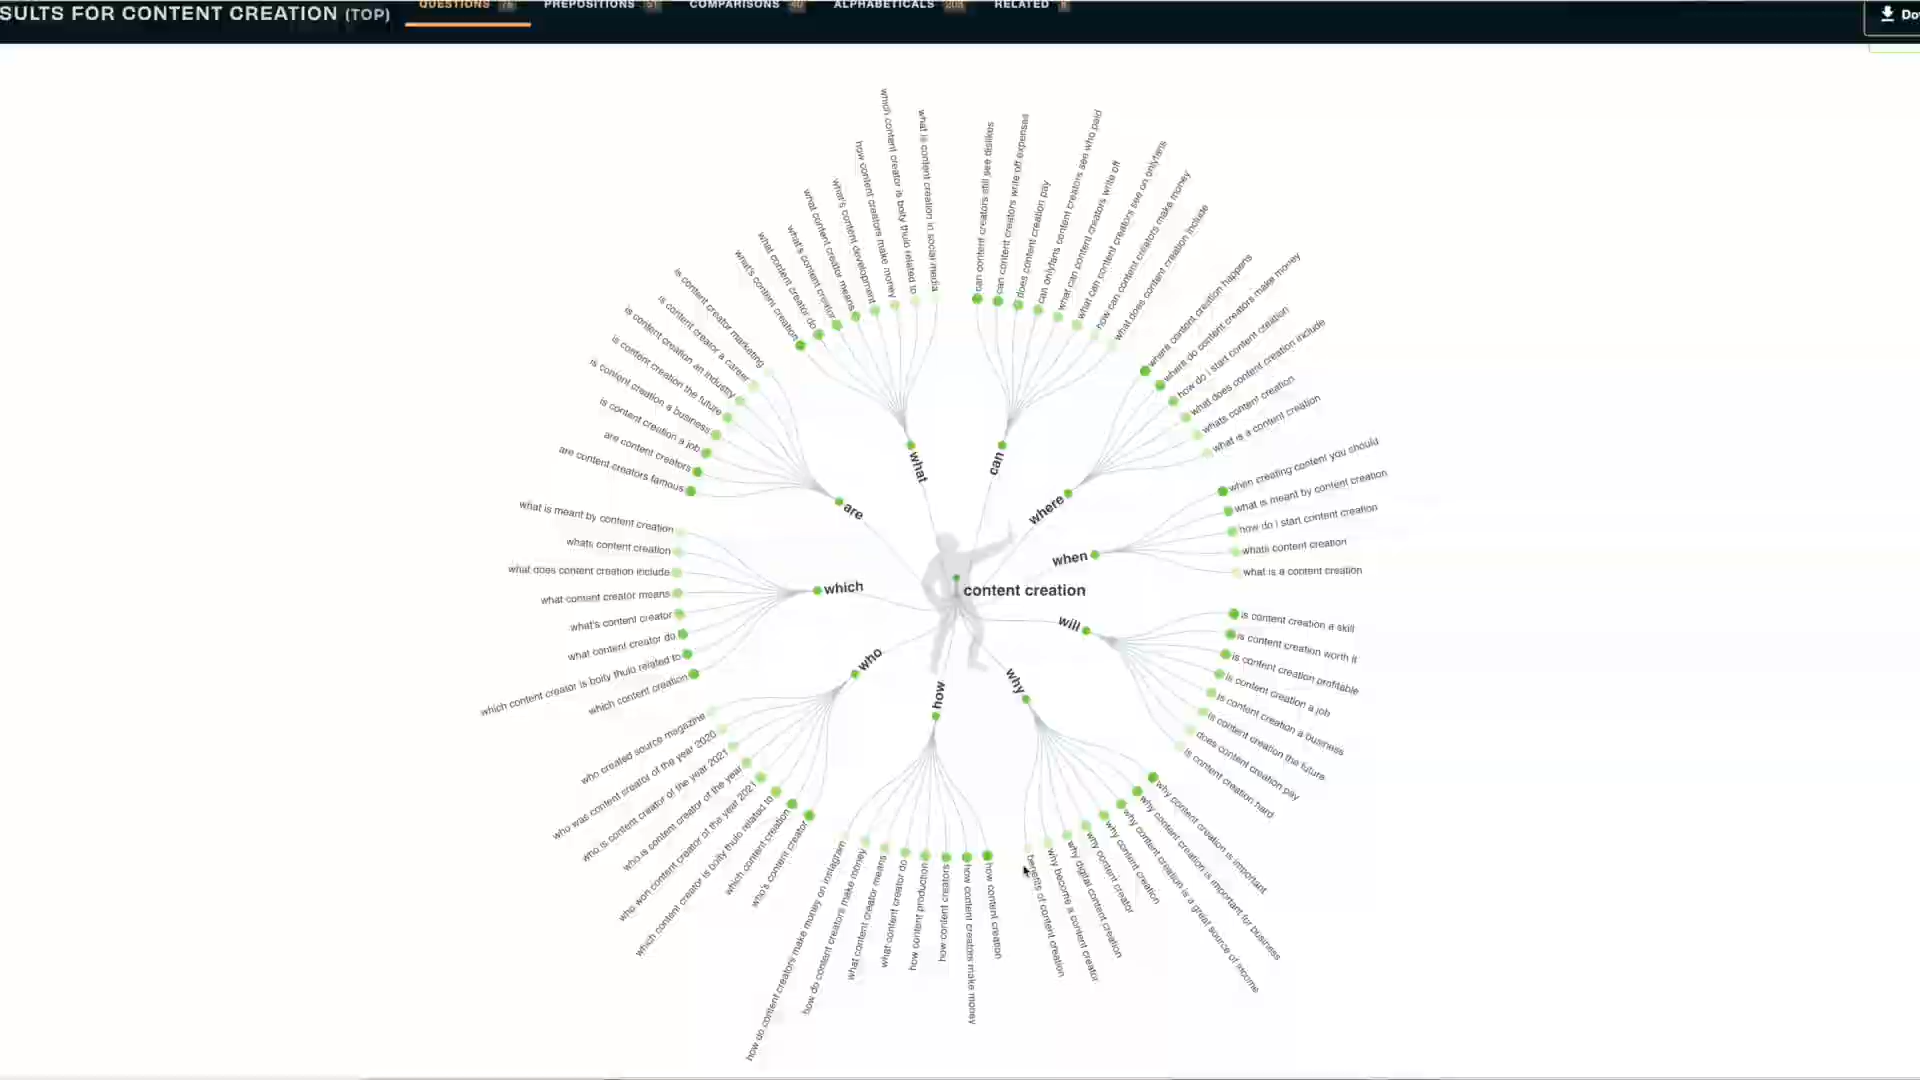 SULTS FOR CONTENT CREATION (TOP)
QUESTIONS 76
PREPOSITIONS 51
COMPARISONS 40
ALPHABETICALS 208
RELATED
Do
content creation
what
what's content creation
what content creator do
what's content creator
what content creator means
what's content development
how content creators make money
which content creator is boity thulo related to
what is content creation in social media
can
can content creators still see dislikes
can content creators write off expenses
does content creation pay
can onlyfans content creators see who paid
what can content creators write off
what can content creators see on onlyfans
how can content creators make money
what does content creation include
where
where content creation happens
where do content creators make money
how do i start content creation
what does content creation include
whats content creation
what is a content creation
when
when creating content you should
what is meant by content creation
how do i start content creation
whats content creation
what is a content creation
will
is content creation a skill
is content creation worth it
is content creation profitable
is content creation a job
is content creation a business
is content creation the future
does content creation pay
is content creation hard
why
why content creation is important
why content creation is important for business
why content creation is a great source of income
why content creation
why content creator
why digital content creation
why become a content creator
benefits of content creation
how
how content creation
how content creators make money
how content creators
how content production
what content creator do
what content creator means
how do content creators make money
how do content creators make money on instagram
who
who's content creator
which content creation
which content creator is boity thulo related to
who won content creator of the year 2021
who is content creator of the year
who is content creator of the year 2021
who was content creator of the year 2020
who created source magazine
which
which content creation
which content creator is boity thulo related to
what content creator do
what's content creator
what content creator means
what does content creation include
whats content creation
what is meant by content creation
are
are content creators famous
are content creators
is content creation a job
is content creation a business
is content creation the future
is content creation an industry
is content creator a career
is content creator marketing